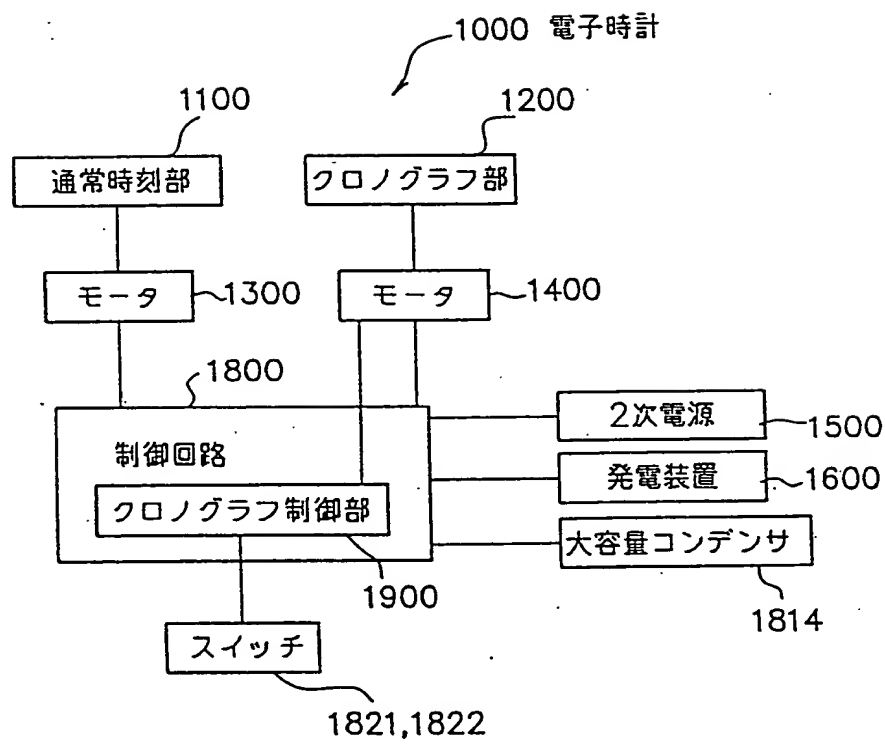 1000 電子時計
1100
1200
通常時刻部
クロノグラフ部
モータ
1300
モータ
1400
1800
制御回路
クロノグラフ制御部
1900
2次電源
1500
発電装置
1600
大容量コンデンサ
1814
スイッチ
1821,1822